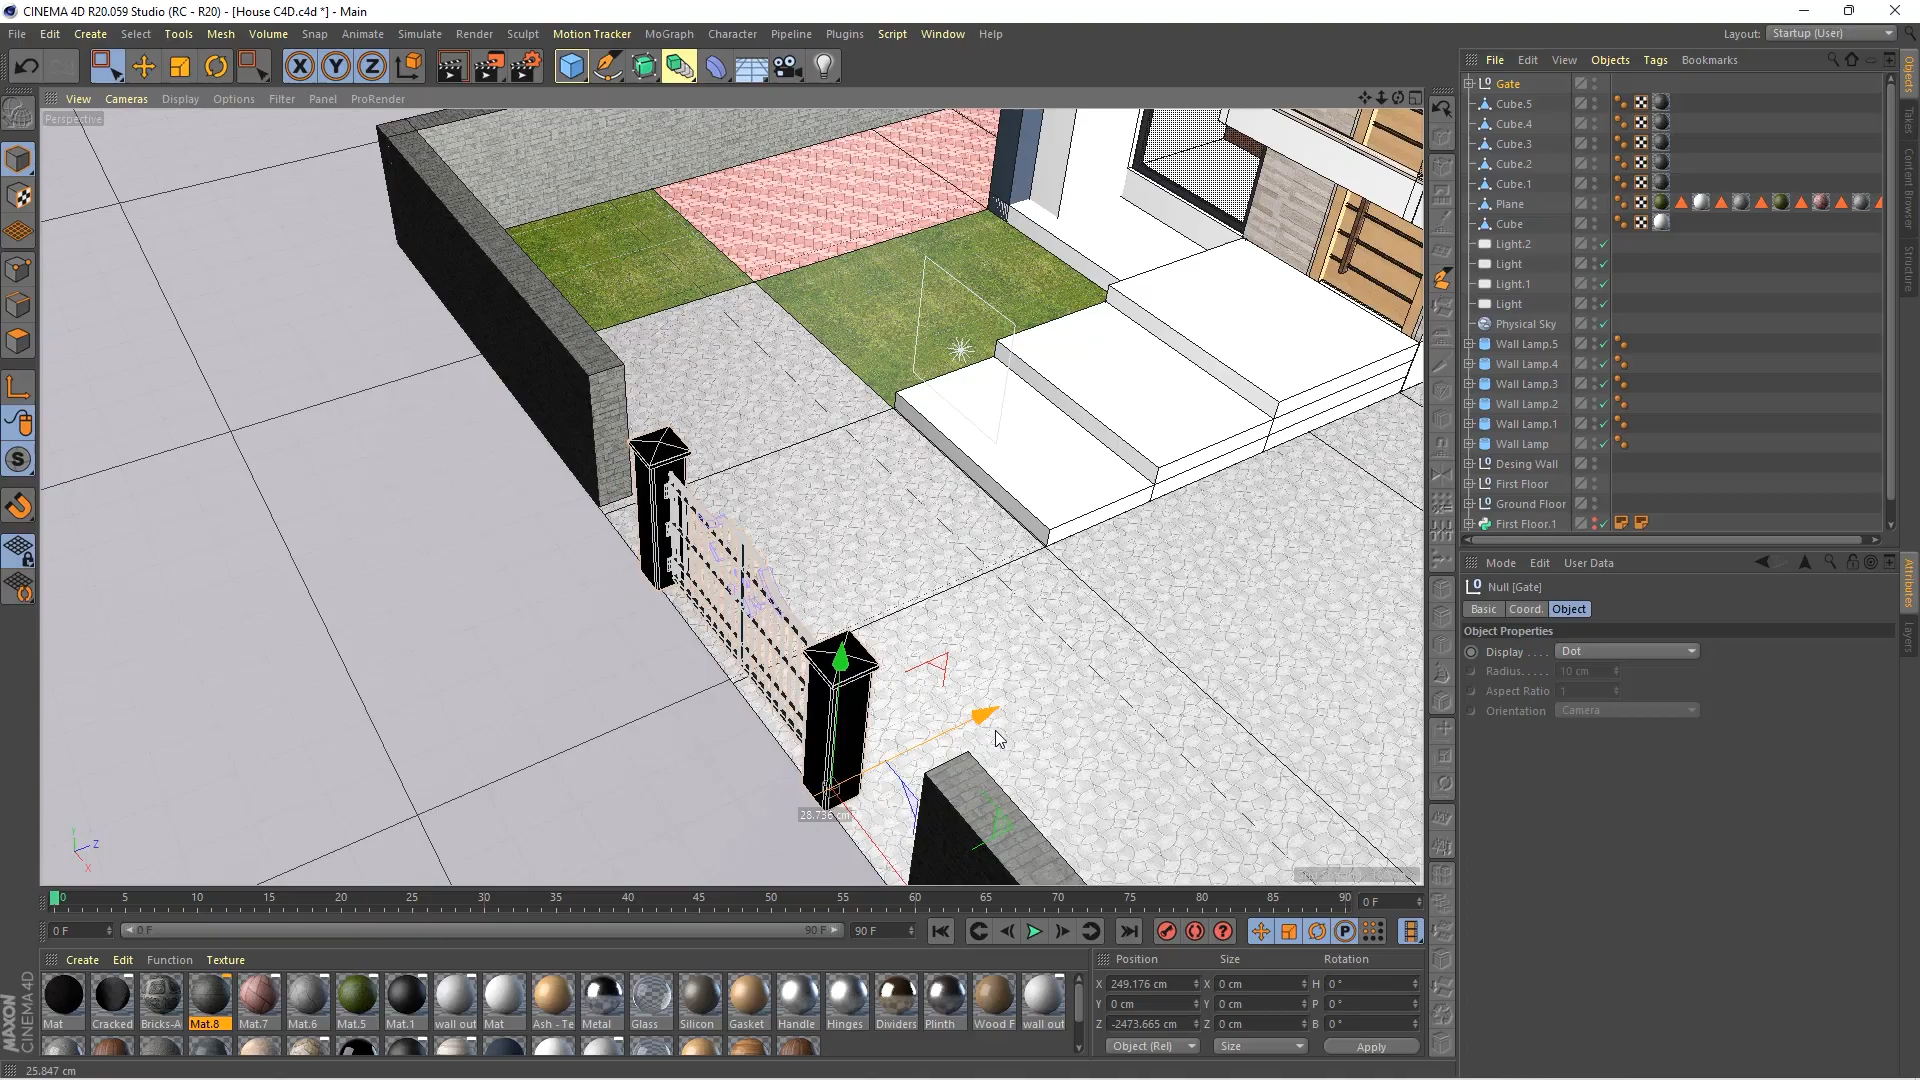 CINEMA 4D R20.059 Studio (RC - R20) - [House C4D.c4d *] - Main
File Edit Create Select Tools Mesh Volume Snap Animate Simulate Render Sculpt Motion Tracker MoGraph Character Pipeline Plugins Script Window Help
Layout: Startup (User)
X Y Z
View Cameras Display Options Filter Panel ProRender
Perspective
File Edit View Objects Tags Bookmarks
Gate
Cube.5
Cube.4
Cube.3
Cube.2
Cube.1
Plane
Cube
Light.2
Light
Light.1
Light
Physical Sky
Wall Lamp.5
Wall Lamp.4
Wall Lamp.3
Wall Lamp.2
Wall Lamp.1
Wall Lamp
Desing Wall
First Floor
Ground Floor
First Floor.1
Objects
Takes
Content Browser
Structure
Mode Edit User Data
Null [Gate]
Basic Coord. Object
Object Properties
Display . . . . Dot
Radius. . . . . 10 cm
Aspect Ratio 1
Orientation Camera
Attributes
Layers
28.736 cm
Y Z X
0 5 10 15 20 25 30 35 40 45 50 55 60 65 70 75 80 85 90 0 F
0 F 0 F 90 F 90 F
Create Edit Function Texture
Mat Cracked Bricks-A Mat.8 Mat.7 Mat.6 Mat.5 Mat.1 wall out Mat Ash - Te Metal Glass Silicon Gasket Handle Hinges Dividers Plinth Wood F wall out
Position Size Rotation
X 249.176 cm X 0 cm H 0 °
Y 0 cm Y 0 cm P 0 °
Z -2473.665 cm Z 0 cm B 0 °
Object (Rel) Size Apply
MAXON CINEMA 4D
25.847 cm